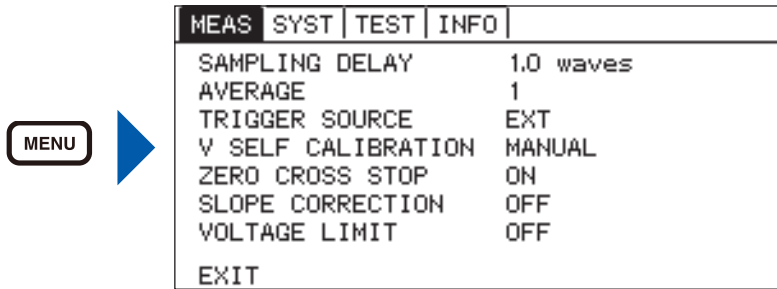 MENU
MEAS SYST TEST INFO
SAMPLING DELAY 1.0 waves
AVERAGE 1
TRIGGER SOURCE EXT
V SELF CALIBRATION MANUAL
ZERO CROSS STOP ON
SLOPE CORRECTION OFF
VOLTAGE LIMIT OFF
EXIT